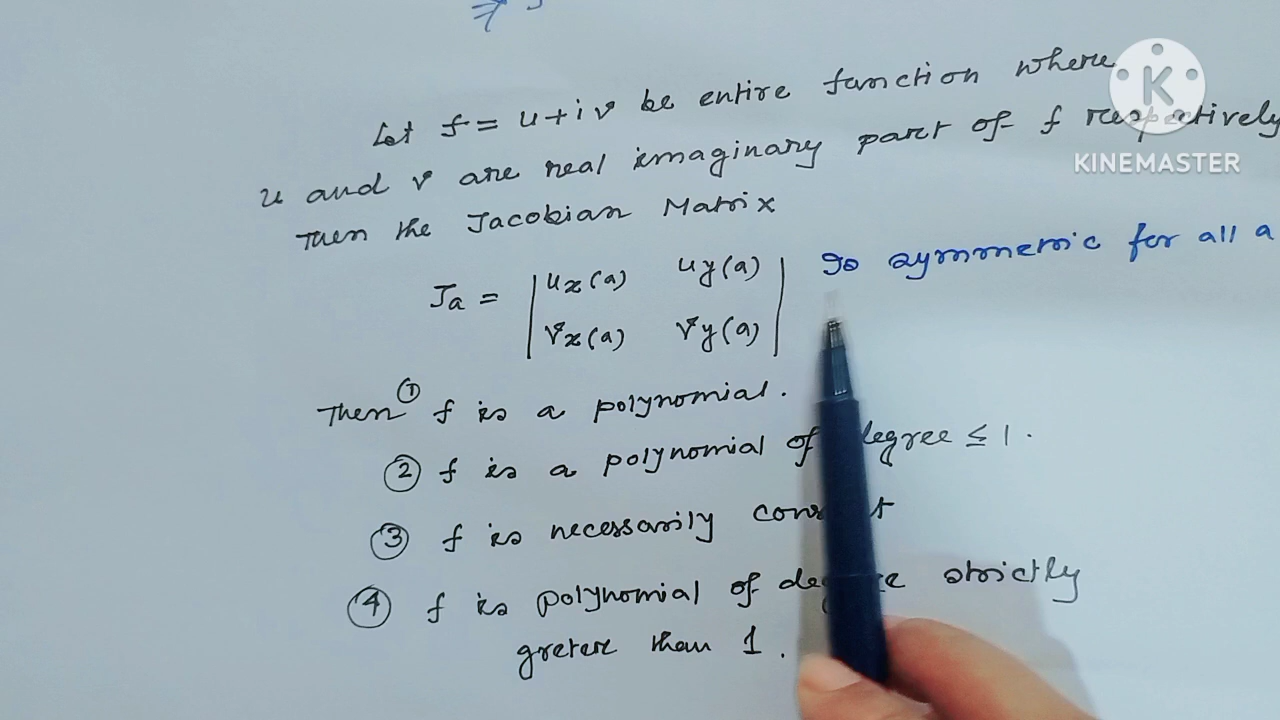 Let f = u + i v be entire function where
u and v are real imaginary part of f respectively
Then the Jacobian Matrix
Ja = | ux(a) uy(a) | Is symmetric for all a
| vx(a) vy(a) |
Then ① f is a polynomial.
② f is a polynomial of degree ≤ 1.
③ f is necessarily
④ f is polynomial of strictly
greter than 1.
K
KINEMASTER